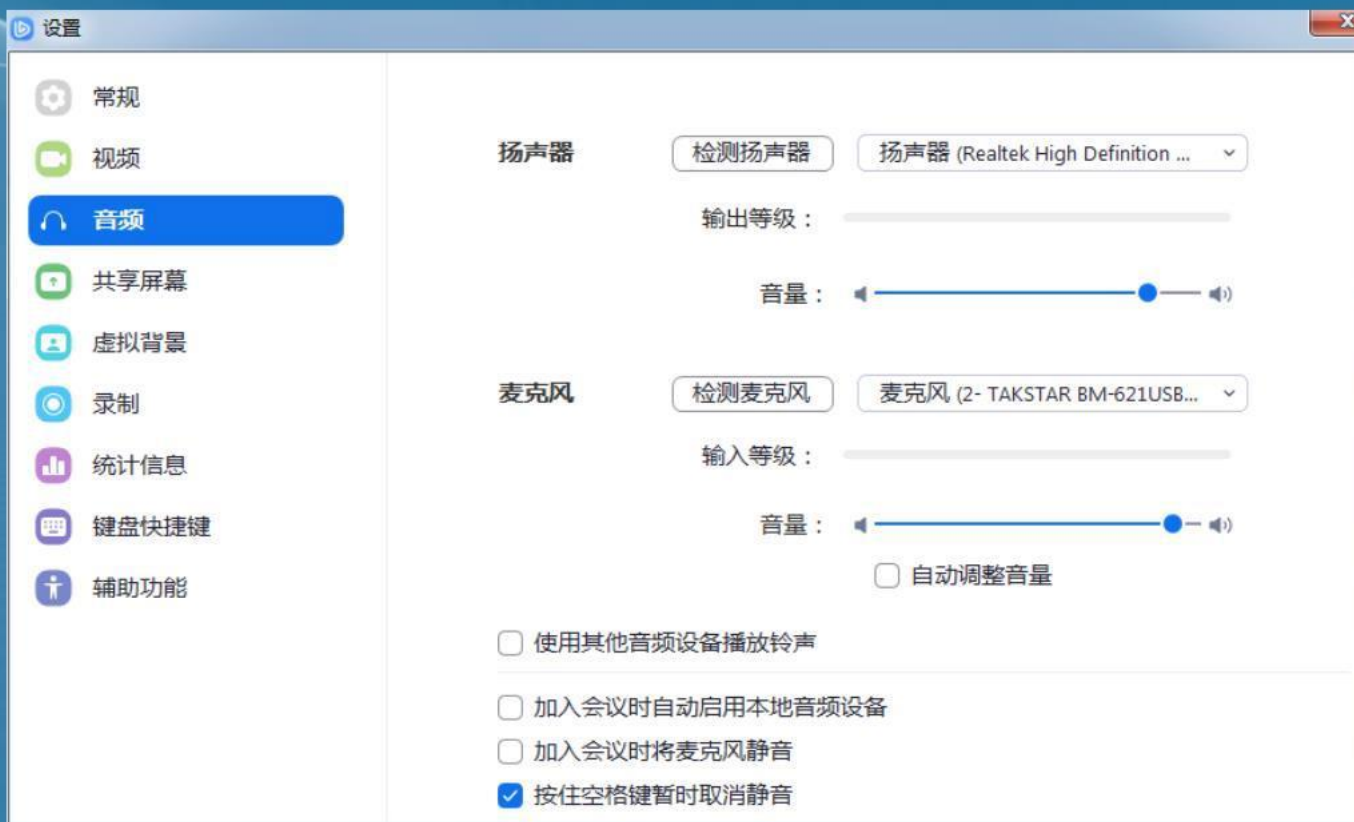 设置
常规
视频
音频
共享屏幕
虚拟背景
录制
统计信息
键盘快捷键
辅助功能
扬声器 检测扬声器 扬声器 (Realtek High Definition ...
输出等级：
音量：
麦克风 检测麦克风 麦克风 (2- TAKSTAR BM-621USB...
输入等级：
音量：
自动调整音量
使用其他音频设备播放铃声
加入会议时自动启用本地音频设备
加入会议时将麦克风静音
按住空格键暂时取消静音